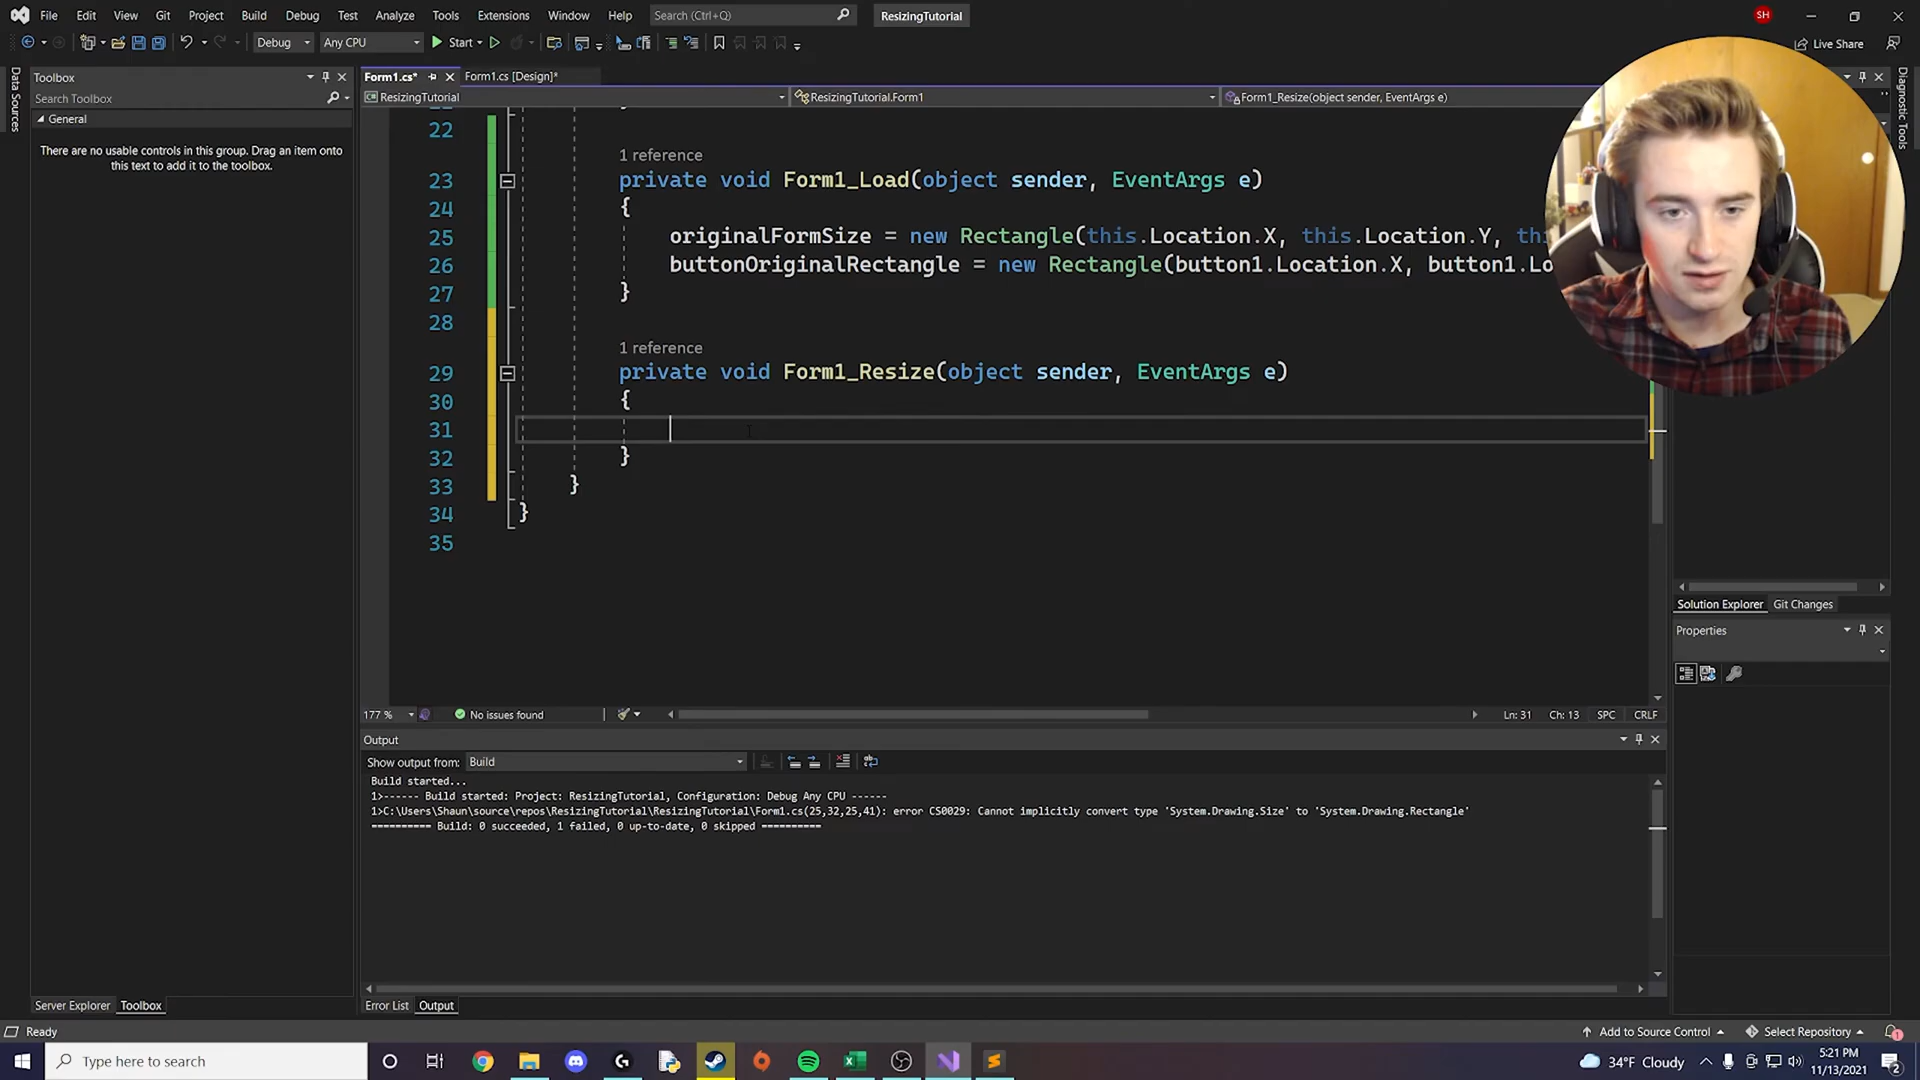 File Edit View Git Project Build Debug Test Analyze Tools Extensions Window Help Search (Ctrl+Q) ResizingTutorial SH
Debug Any CPU Start Live Share
Data Sources
Toolbox
Search Toolbox
General
There are no usable controls in this group. Drag an item onto
this text to add it to the toolbox.
Form1.cs* Form1.cs [Design]*
ResizingTutorial ResizingTutorial.Form1 Form1_Resize(object sender, EventArgs e)
Diagnostic Tools
22
1 reference
23 private void Form1_Load(object sender, EventArgs e)
24 {
25 originalFormSize = new Rectangle(this.Location.X, this.Location.Y, thi
26 buttonOriginalRectangle = new Rectangle(button1.Location.X, button1.Lo
27 }
28
1 reference
29 private void Form1_Resize(object sender, EventArgs e)
30 {
31
32 }
33 }
34 }
35
Solution Explorer Git Changes
Properties
177 % No issues found Ln: 31 Ch: 13 SPC CRLF
Output
Show output from: Build
Build started...
1>------ Build started: Project: ResizingTutorial, Configuration: Debug Any CPU ------
1>C:\Users\Shaun\source\repos\ResizingTutorial\ResizingTutorial\Form1.cs(25,32,25,41): error CS0029: Cannot implicitly convert type 'System.Drawing.Size' to 'System.Drawing.Rectangle'
========== Build: 0 succeeded, 1 failed, 0 up-to-date, 0 skipped ==========
Server Explorer Toolbox Error List Output
Ready Add to Source Control Select Repository 1
Type here to search 34°F Cloudy 5:21 PM
11/13/2021 2